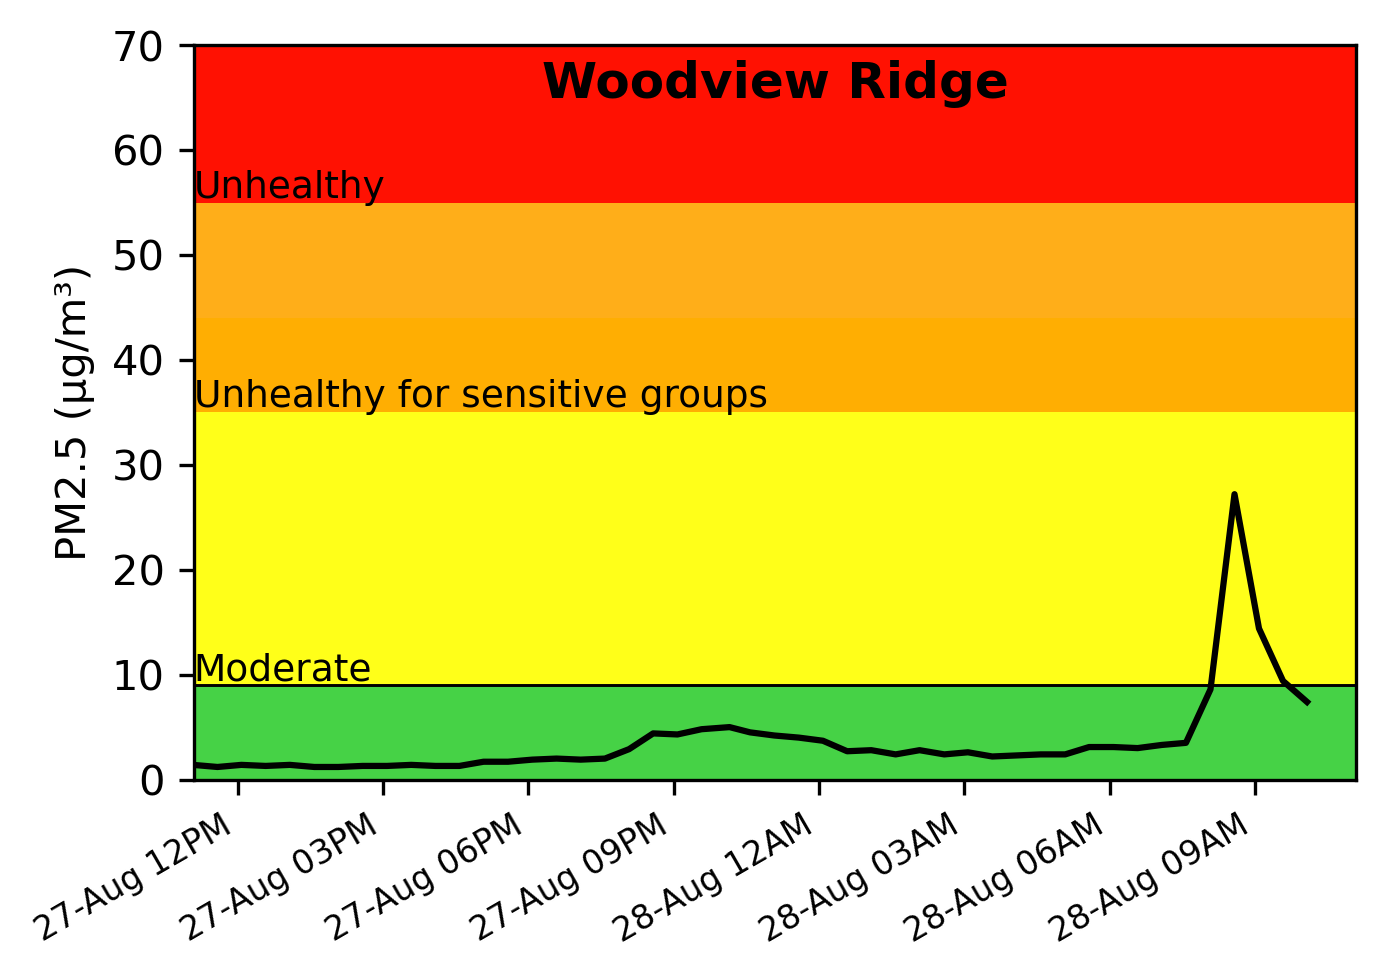 Woodview Ridge
70
60
50
40
30
20
10
0
PM2.5 (µg/m³)
Unhealthy
Unhealthy for sensitive groups
Moderate
27-Aug 12PM
27-Aug 03PM
27-Aug 06PM
27-Aug 09PM
28-Aug 12AM
28-Aug 03AM
28-Aug 06AM
28-Aug 09AM